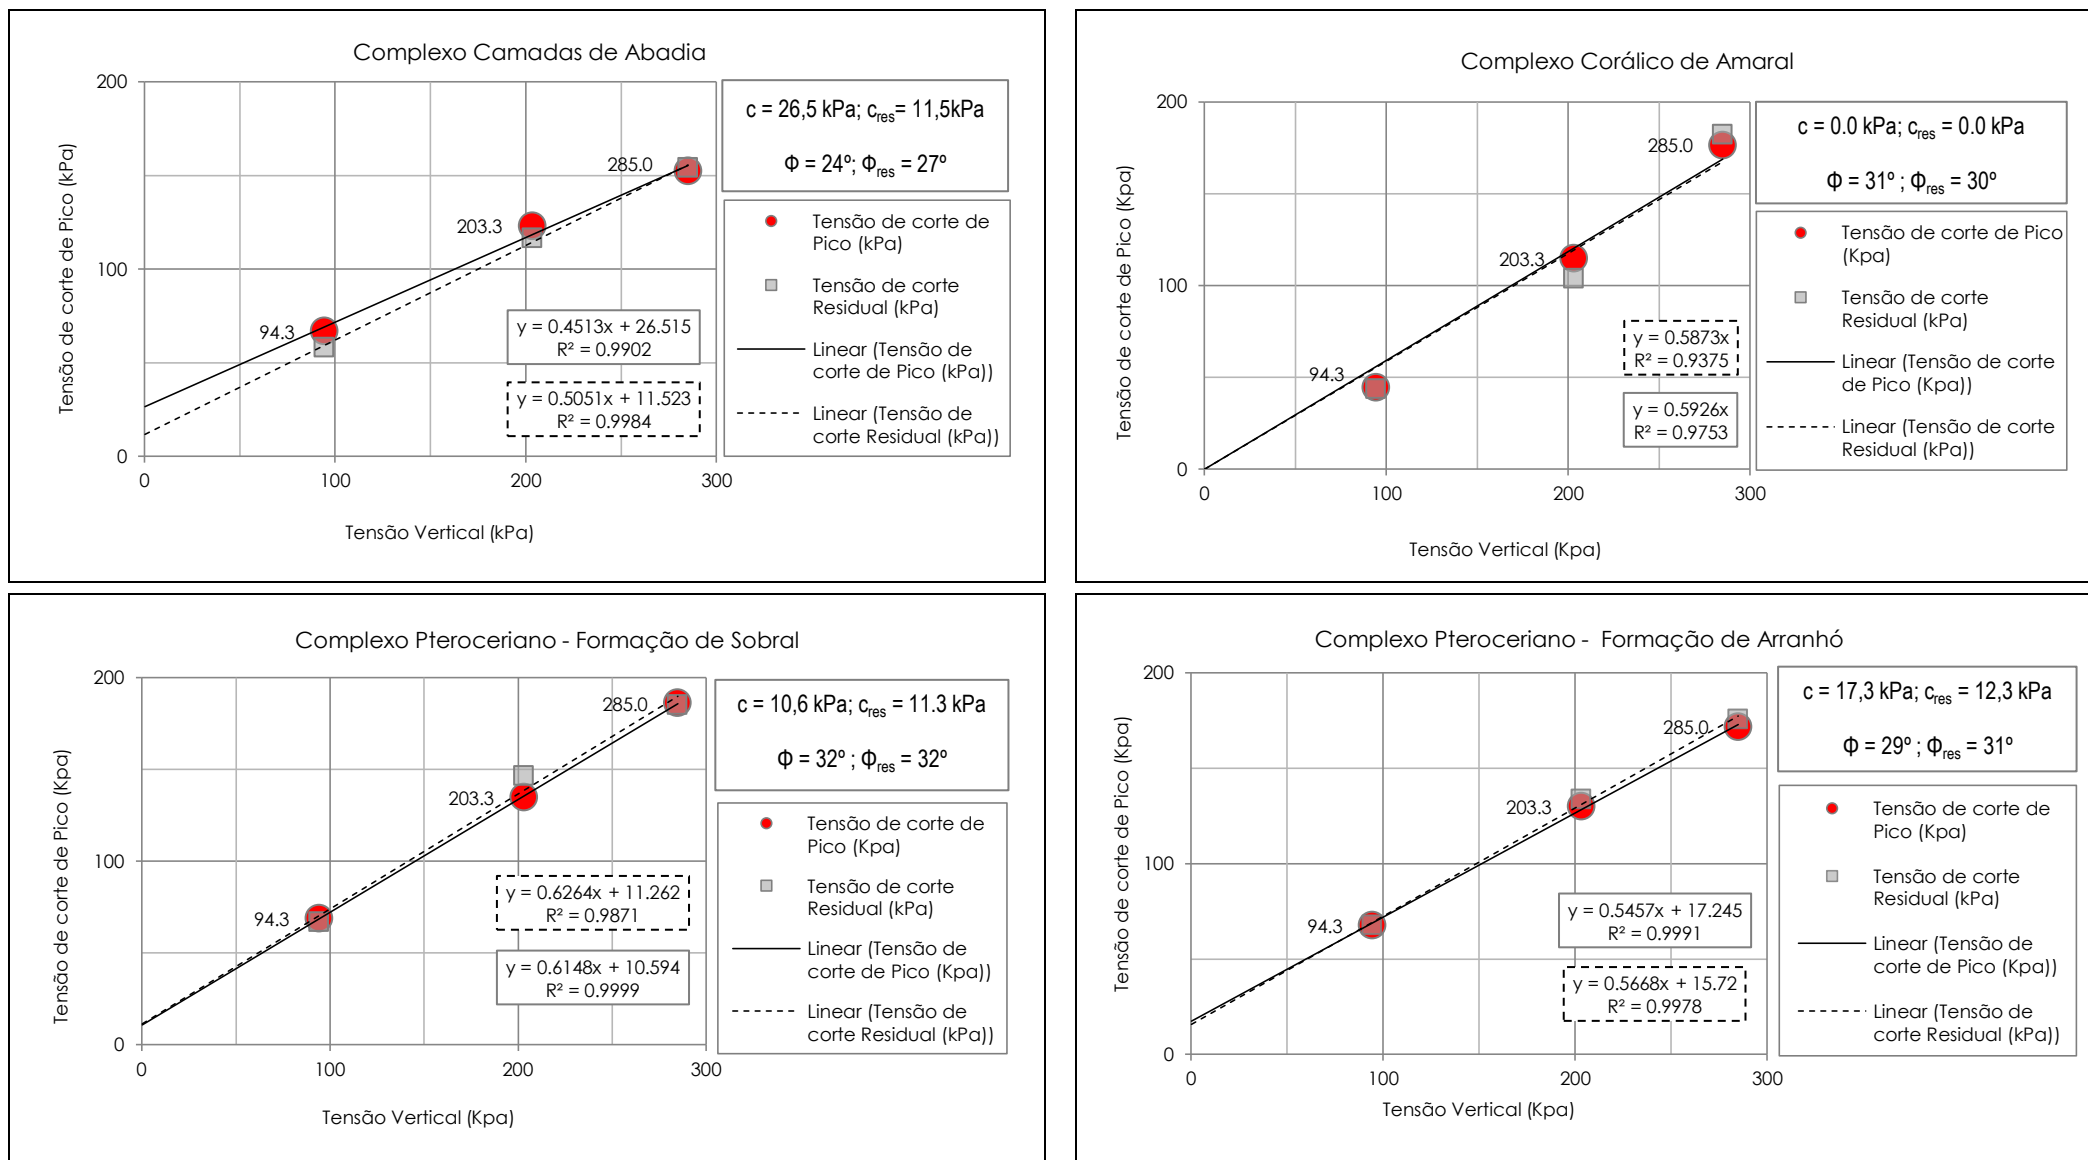 Complexo Camadas de Abadia
200
100
0
0
100
200
300
Tensão de corte de Pico (kPa)
Tensão Vertical (kPa)
285.0
203.3
94.3
y = 0.4513x + 26.515
R² = 0.9902
y = 0.5051x + 11.523
R² = 0.9984
c = 26,5 kPa; cres= 11,5kPa
Φ = 24º; Φres = 27º
Tensão de corte de
Pico (kPa)
Tensão de corte
Residual (kPa)
Linear (Tensão de
corte de Pico (kPa))
Linear (Tensão de
corte Residual (kPa))
Complexo Corálico de Amaral
200
100
0
0
100
200
300
Tensão de corte de Pico (Kpa)
Tensão Vertical (Kpa)
285.0
203.3
94.3
y = 0.5873x
R² = 0.9375
y = 0.5926x
R² = 0.9753
c = 0.0 kPa; cres = 0.0 kPa
Φ = 31º ; Φres = 30º
Tensão de corte de Pico
(Kpa)
Tensão de corte
Residual (kPa)
Linear (Tensão de corte
de Pico (Kpa))
Linear (Tensão de corte
Residual (kPa))
Complexo Pteroceriano - Formação de Sobral
200
100
0
0
100
200
300
Tensão de corte de Pico (Kpa)
Tensão Vertical (Kpa)
285.0
203.3
94.3
y = 0.6264x + 11.262
R² = 0.9871
y = 0.6148x + 10.594
R² = 0.9999
c = 10,6 kPa; cres = 11.3 kPa
Φ = 32º ; Φres = 32º
Tensão de corte de
Pico (Kpa)
Tensão de corte
Residual (kPa)
Linear (Tensão de
corte de Pico (Kpa))
Linear (Tensão de
corte Residual (kPa))
Complexo Pteroceriano - Formação de Arranhó
200
100
0
0
100
200
300
Tensão de corte de Pico (Kpa)
Tensão Vertical (Kpa)
285.0
203.3
94.3
y = 0.5457x + 17.245
R² = 0.9991
y = 0.5668x + 15.72
R² = 0.9978
c = 17,3 kPa; cres = 12,3 kPa
Φ = 29º ; Φres = 31º
Tensão de corte de
Pico (Kpa)
Tensão de corte
Residual (kPa)
Linear (Tensão de
corte de Pico (Kpa))
Linear (Tensão de
corte Residual (kPa))